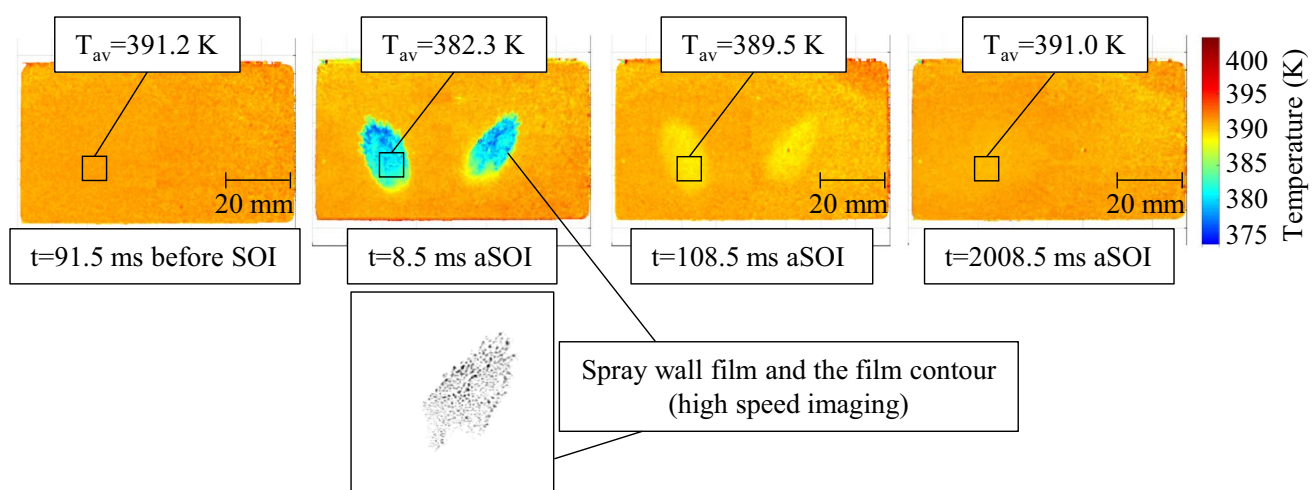 T_av=391.2 K
T_av=382.3 K
T_av=389.5 K
T_av=391.0 K
20 mm
20 mm
20 mm
20 mm
400
395
390
385
380
375
Temperature (K)
t=91.5 ms before SOI
t=8.5 ms aSOI
t=108.5 ms aSOI
t=2008.5 ms aSOI
Spray wall film and the film contour
(high speed imaging)